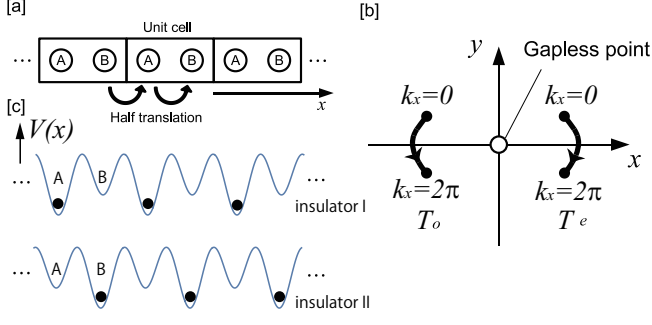 [a]
Unit cell
... A B A B A B ...
Half translation
x
[b]
y
Gapless point
kx=0 kx=0
x
kx=2π kx=2π
To Te
[c]
V(x)
... A B ...
insulator I
... A B ...
insulator II